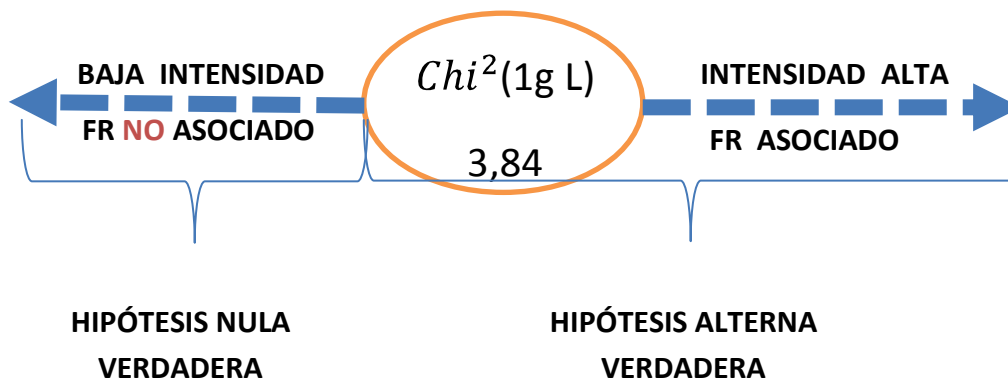 BAJA INTENSIDAD
FR NO ASOCIADO
Chi²(1g L)
3,84
INTENSIDAD ALTA
FR ASOCIADO
HIPÓTESIS NULA
VERDADERA
HIPÓTESIS ALTERNA
VERDADERA